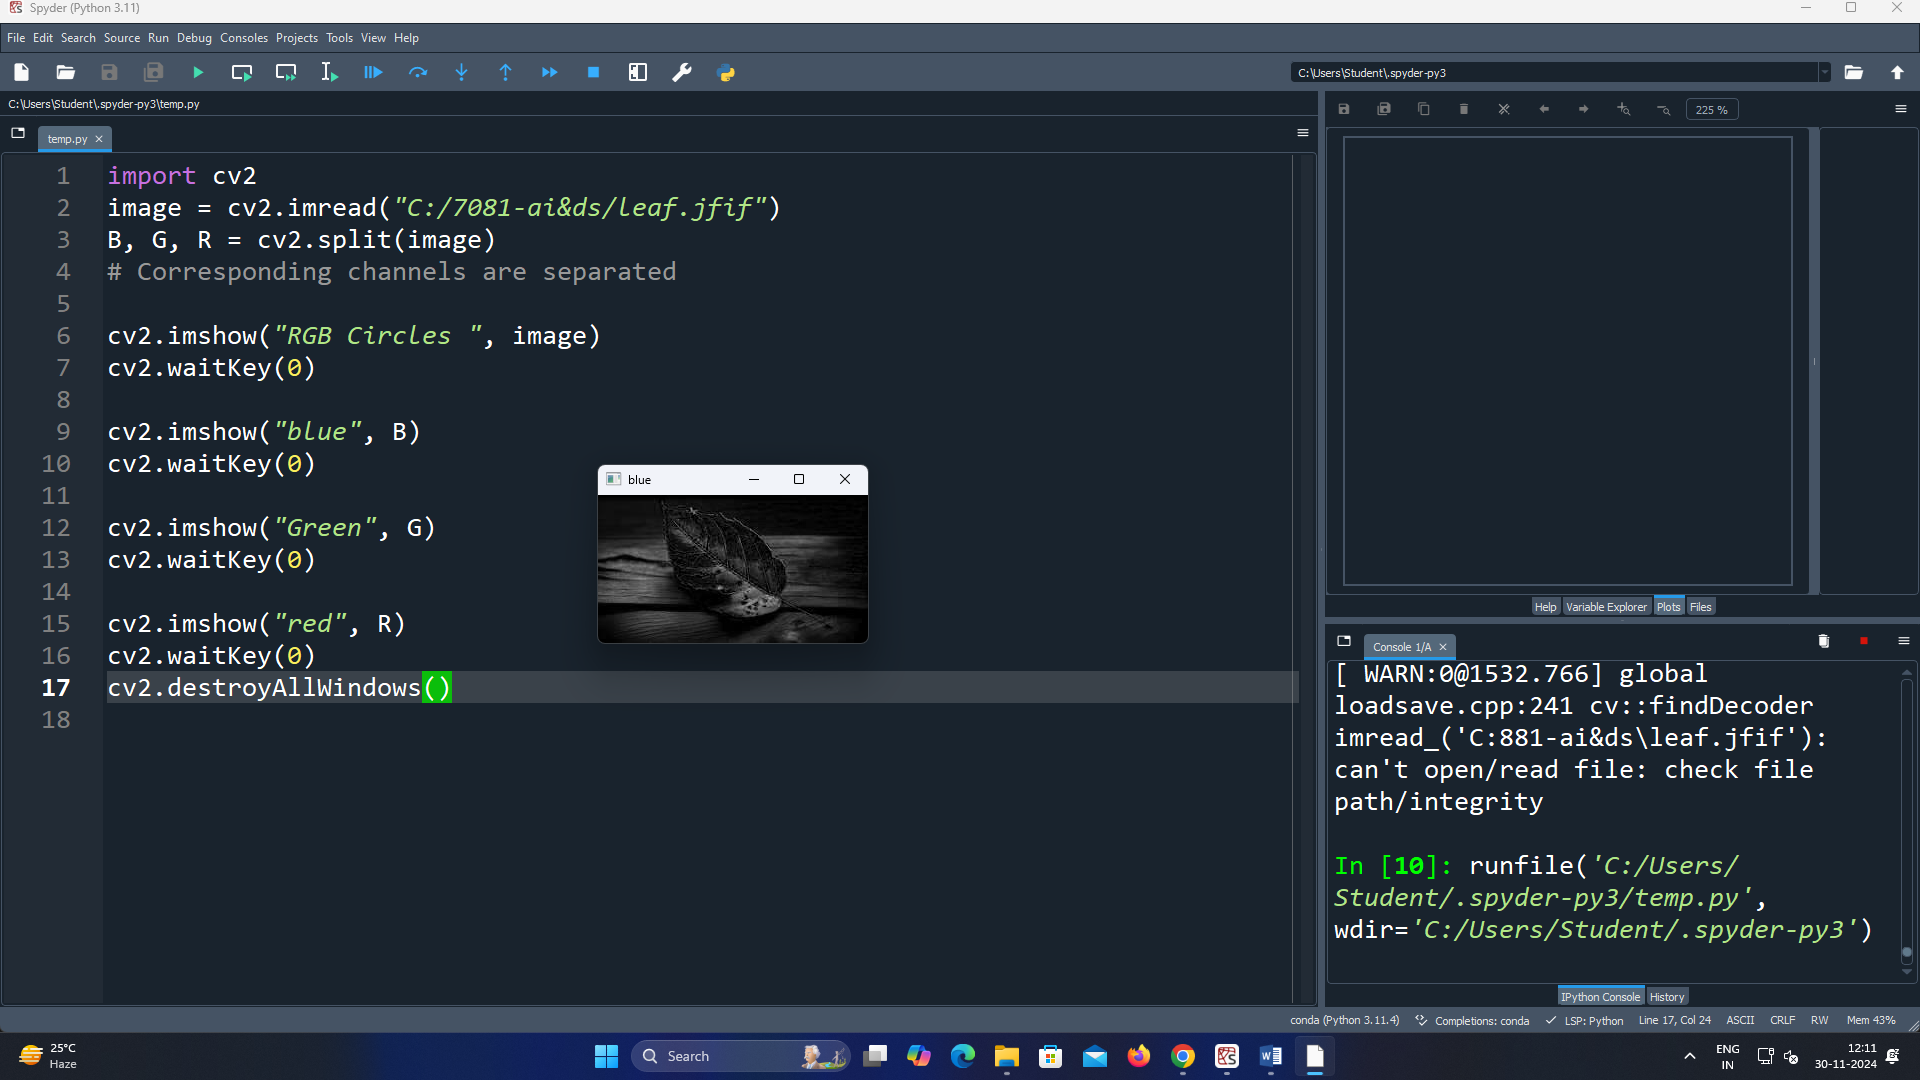 Spyder (Python 3.11)
File Edit Search Source Run Debug Consoles Projects Tools View Help
C:\Users\Student\.spyder-py3
C:\Users\Student\.spyder-py3\temp.py
225 %
temp.py
1 import cv2
2 image = cv2.imread("C:/7081-ai&ds/leaf.jfif")
3 B, G, R = cv2.split(image)
4 # Corresponding channels are separated
5
6 cv2.imshow("RGB Circles ", image)
7 cv2.waitKey(0)
8
9 cv2.imshow("blue", B)
10 cv2.waitKey(0)
11
12 cv2.imshow("Green", G)
13 cv2.waitKey(0)
14
15 cv2.imshow("red", R)
16 cv2.waitKey(0)
17 cv2.destroyAllWindows()
18
blue
Help Variable Explorer Plots Files
Console 1/A
[ WARN:0@1532.766] global
loadsave.cpp:241 cv::findDecoder
imread_('C:881-ai&ds\leaf.jfif'):
can't open/read file: check file
path/integrity
In [10]: runfile('C:/Users/
Student/.spyder-py3/temp.py',
wdir='C:/Users/Student/.spyder-py3')
IPython Console History
conda (Python 3.11.4) Completions: conda LSP: Python Line 17, Col 24 ASCII CRLF RW Mem 43%
25°C
Haze
Search
ENG
IN
12:11
30-11-2024